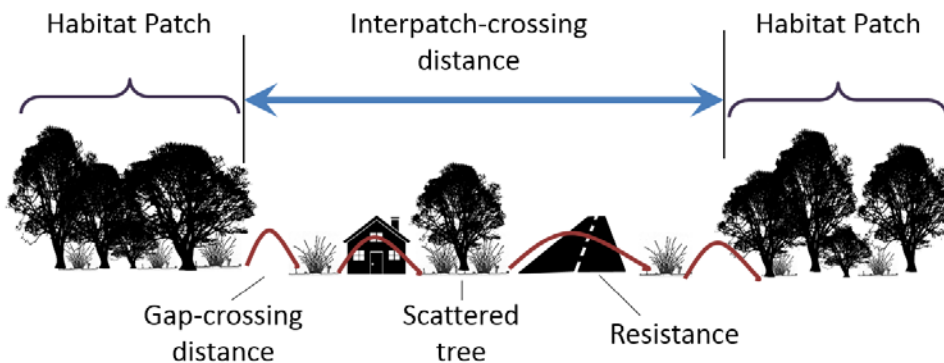 Habitat Patch
Interpatch-crossing
distance
Habitat Patch
Gap-crossing
distance
Scattered
tree
Resistance